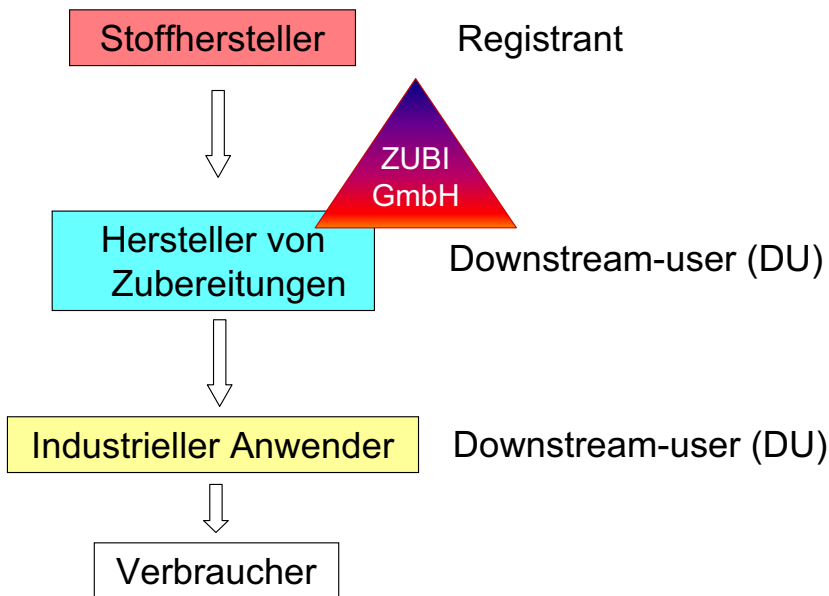 Stoffhersteller
Registrant
ZUBI
GmbH
Hersteller von
Zubereitungen
Downstream-user (DU)
Industrieller Anwender
Downstream-user (DU)
Verbraucher